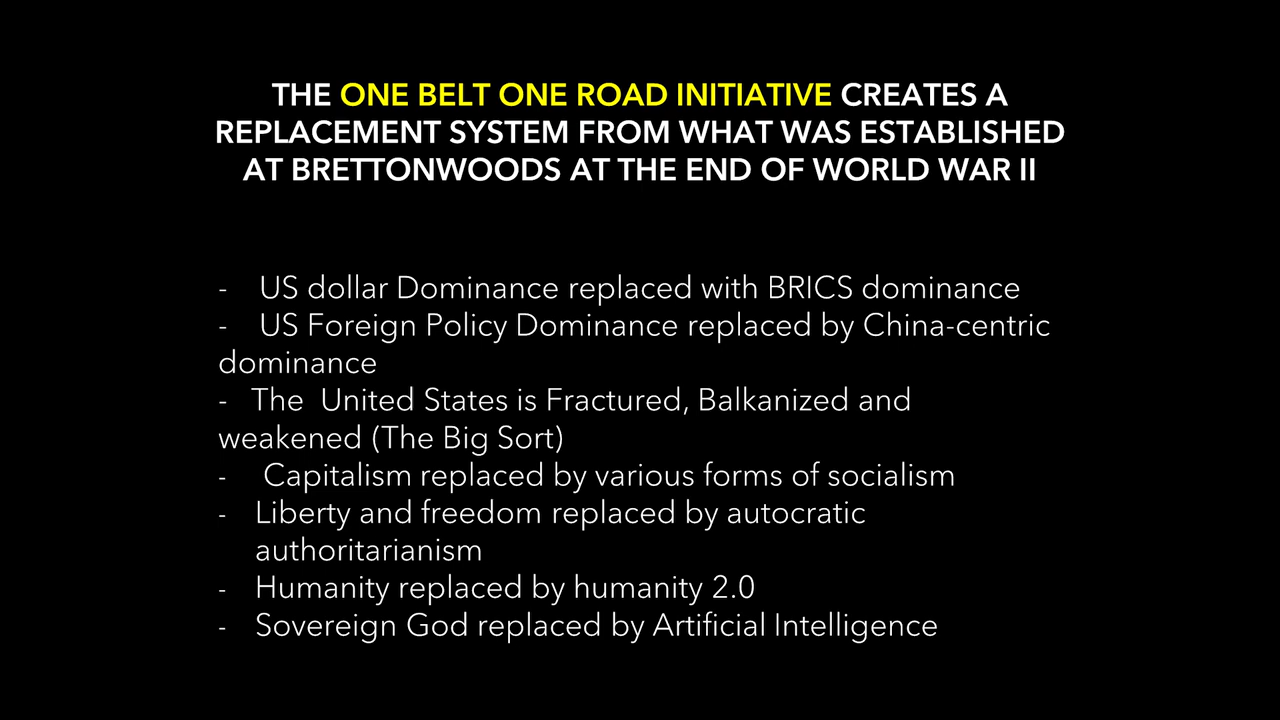 THE ONE BELT ONE ROAD INITIATIVE CREATES A
REPLACEMENT SYSTEM FROM WHAT WAS ESTABLISHED
AT BRETTONWOODS AT THE END OF WORLD WAR II
- US dollar Dominance replaced with BRICS dominance
- US Foreign Policy Dominance replaced by China-centric
dominance
- The United States is Fractured, Balkanized and
weakened (The Big Sort)
- Capitalism replaced by various forms of socialism
- Liberty and freedom replaced by autocratic
authoritarianism
- Humanity replaced by humanity 2.0
- Sovereign God replaced by Artificial Intelligence